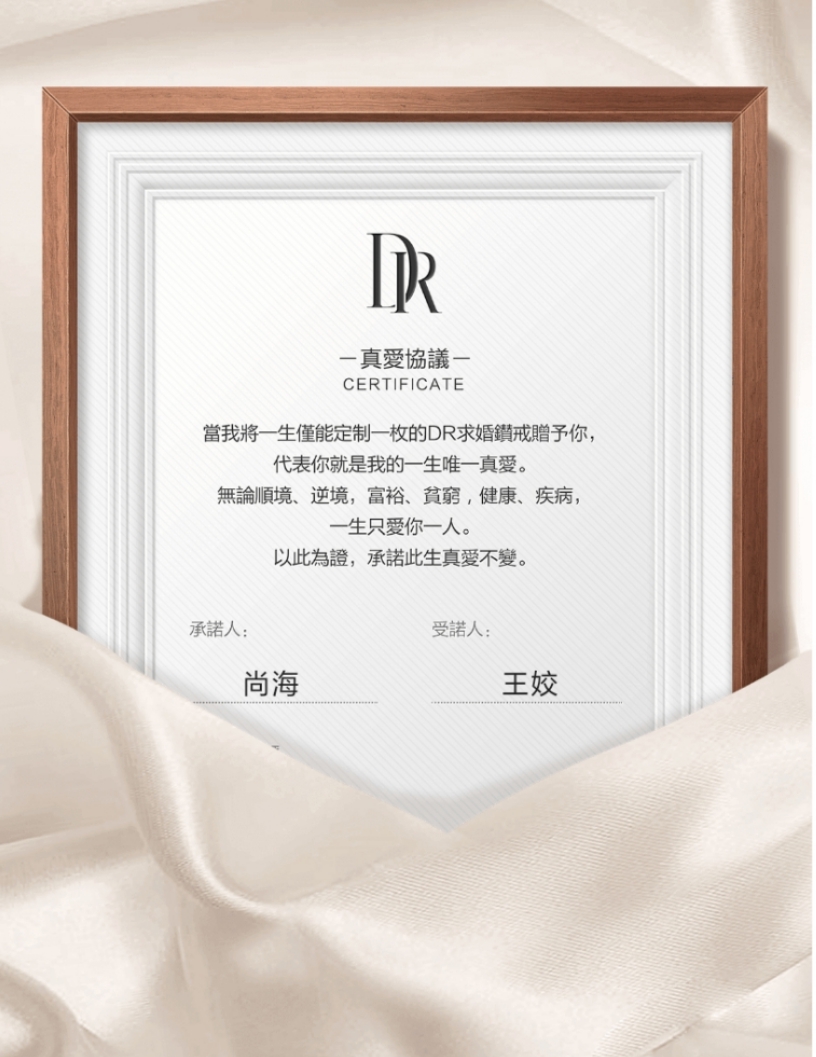 DR
—真愛協議—
CERTIFICATE
當我將一生僅能定制一枚的DR求婚鑽戒贈予你，
代表你就是我的一生唯一真愛。
無論順境、逆境，富裕、貧窮，健康、疾病，
一生只愛你一人。
以此為證，承諾此生真愛不變。
承諾人： 受諾人：
尚海 王姣